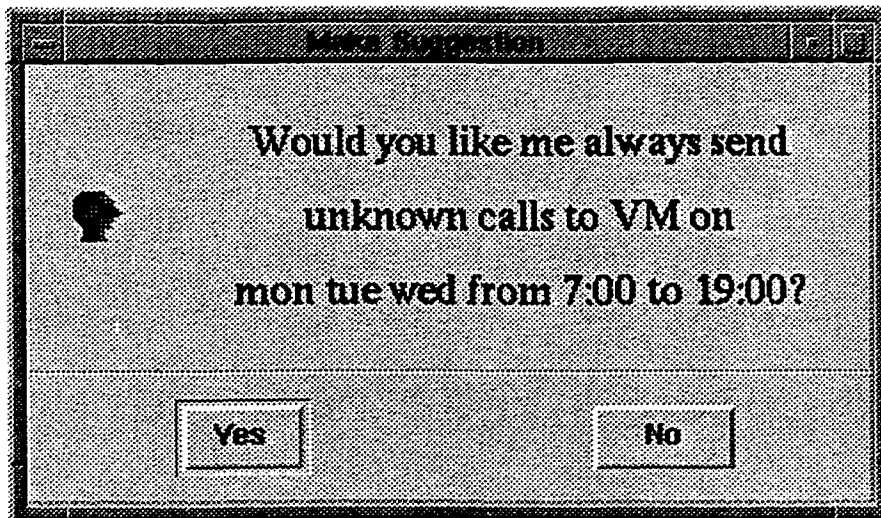 Make Suggestion
Would you like me always send
unknown calls to VM on
mon tue wed from 7:00 to 19:00?
Yes
No